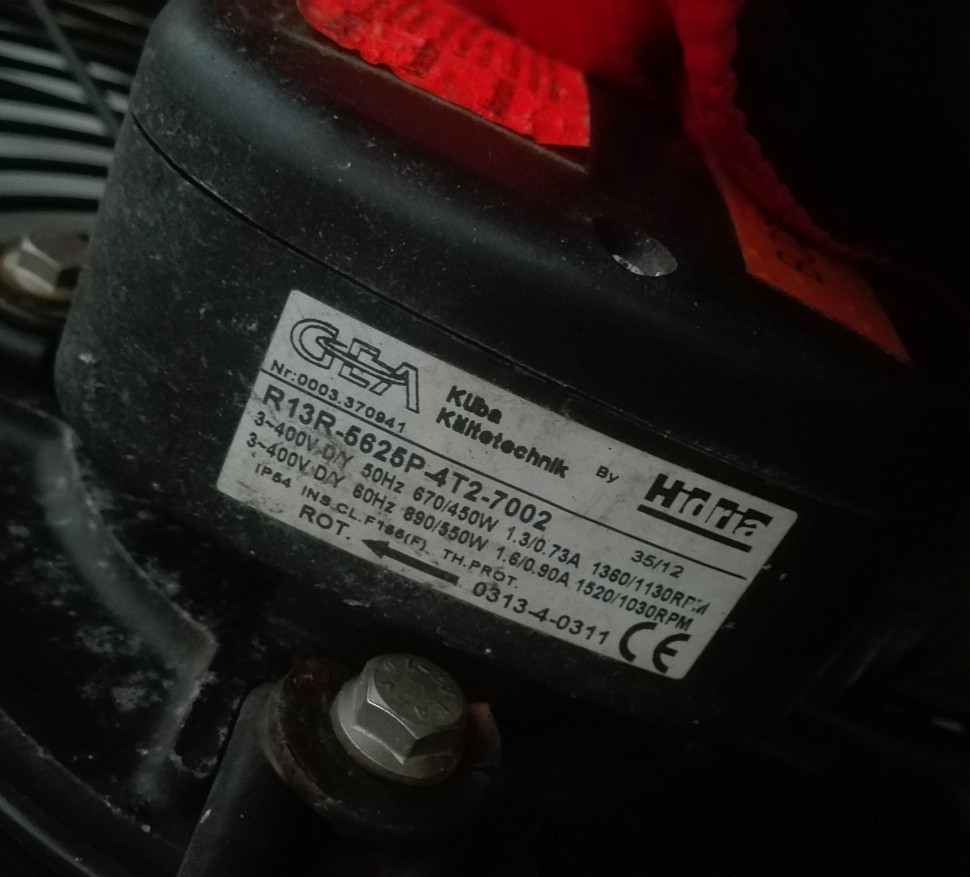 GEA Küba
Kältetechnik By Hidria
Nr:0003.370941 35/12
R13R-5625P-4T2-7002
3~400V D/Y 50Hz 670/450W 1.3/0.73A 1360/1130RPM
3~400V D/Y 60Hz 890/550W 1.6/0.90A 1520/1030RPM
IP54 INS.CL.F155(F). TH.PROT.
ROT. 0313-4-0311 CE